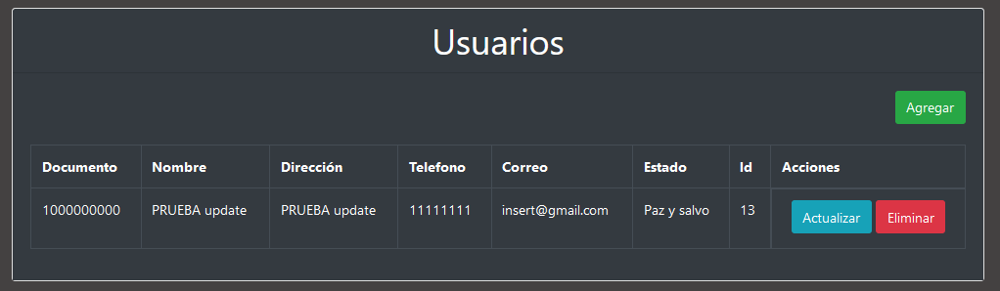 Usuarios
Agregar
Documento Nombre Dirección Telefono Correo Estado Id Acciones
1000000000 PRUEBA update PRUEBA update 11111111 insert@gmail.com Paz y salvo 13 Actualizar Eliminar